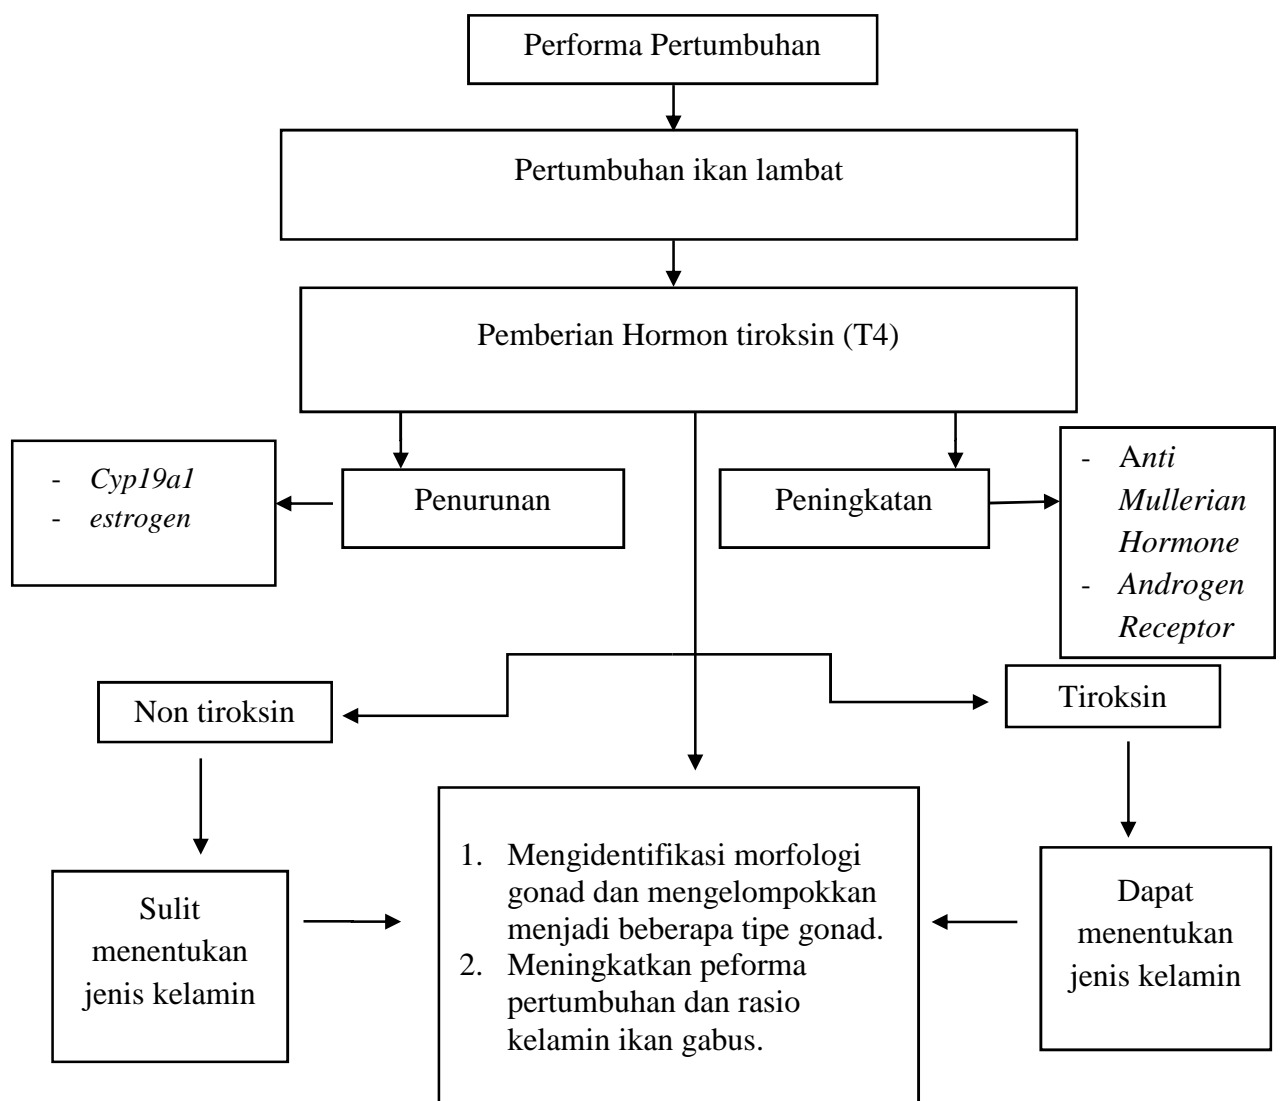 Performa Pertumbuhan
Pertumbuhan ikan lambat
Pemberian Hormon tiroksin (T4)
- Cyp19a1
- estrogen
Penurunan
Peningkatan
- Anti
Mullerian
Hormone
- Androgen
Receptor
Non tiroksin
Tiroksin
Sulit
menentukan
jenis kelamin
1. Mengidentifikasi morfologi
gonad dan mengelompokkan
menjadi beberapa tipe gonad.
2. Meningkatkan peforma
pertumbuhan dan rasio
kelamin ikan gabus.
Dapat
menentukan
jenis kelamin